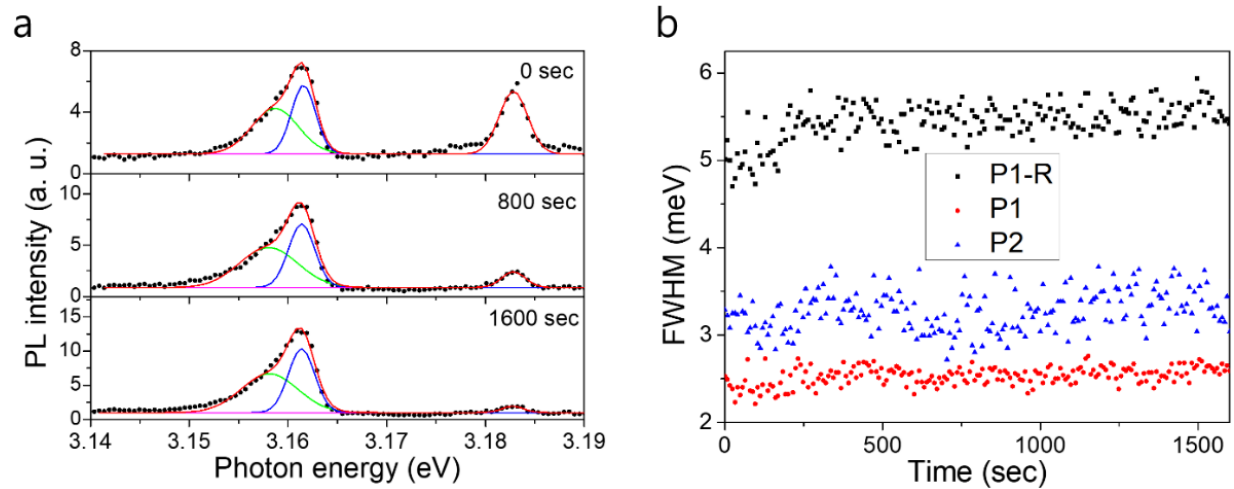 a
8
4
0
0 sec
10
5
0
800 sec
15
10
5
0
1600 sec
3.14 3.15 3.16 3.17 3.18 3.19
PL intensity (a. u.)
Photon energy (eV)
b
6
5
4
3
2
P1-R
P1
P2
0 500 1000 1500
FWHM (meV)
Time (sec)